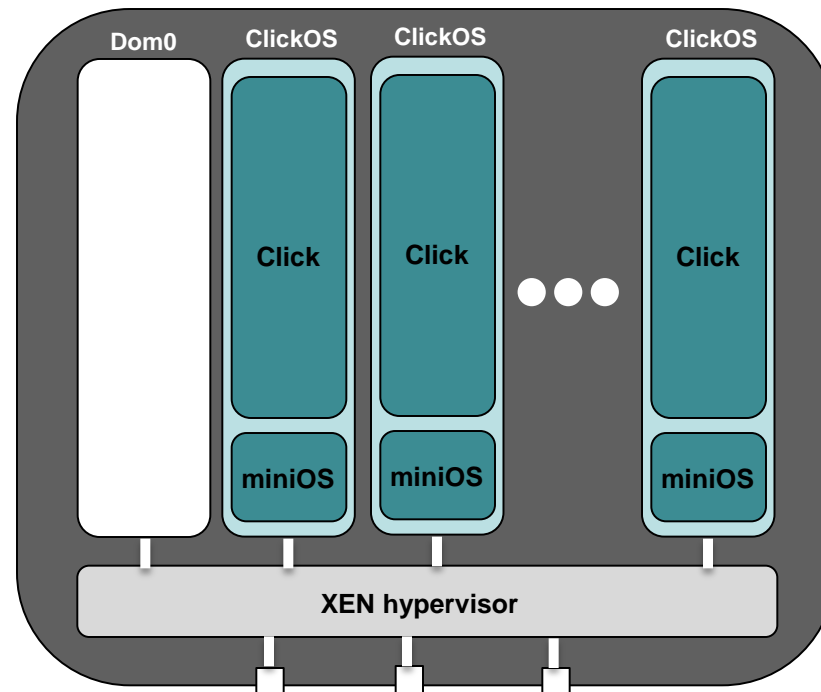 Dom0
ClickOS
ClickOS
ClickOS
Click
Click
Click
miniOS
miniOS
miniOS
XEN hypervisor